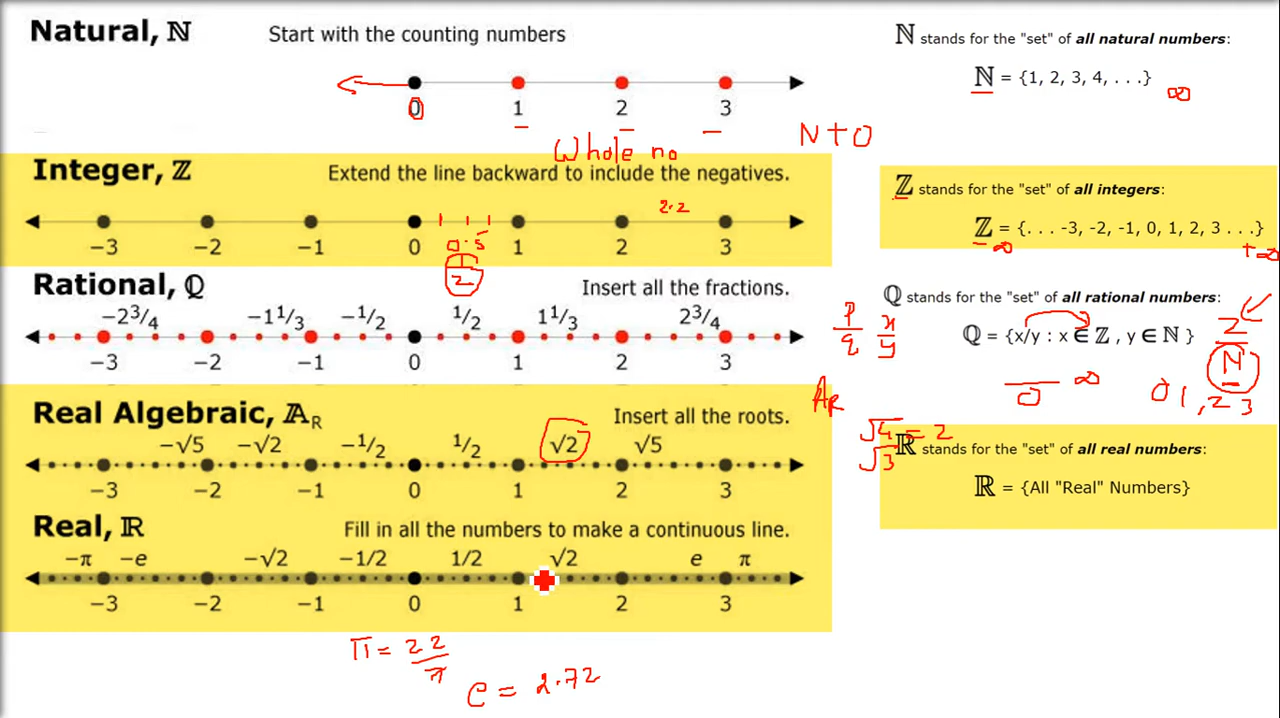 Natural, ℕ Start with the counting numbers
0 1 2 3
Whole no
N+0
Integer, ℤ Extend the line backward to include the negatives.
2.2
−3 −2 −1 0 1 2 3
0.5
1
2
Rational, ℚ Insert all the fractions.
−2³/₄ −1¹/₃ −¹/₂ ¹/₂ 1¹/₃ 2³/₄
−3 −2 −1 0 1 2 3
Real Algebraic, 𝔸R Insert all the roots.
−√5 −√2 −¹/₂ ¹/₂ √2 √5
−3 −2 −1 0 1 2 3
Real, ℝ Fill in all the numbers to make a continuous line.
−π −e −√2 −1/2 1/2 √2 e π
−3 −2 −1 0 1 2 3
e = 2.72
ℕ stands for the "set" of all natural numbers:
ℕ = {1, 2, 3, 4, . . .}
∞
ℤ stands for the "set" of all integers:
ℤ = {. . . -3, -2, -1, 0, 1, 2, 3 . . .}
−∞ +∞
ℚ stands for the "set" of all rational numbers:
P/q x/y
ℚ = {x/y : x ∈ ℤ , y ∈ ℕ }
Z/N
0 ∞ 0 1, 2 3
AR
√4 = 2
ℝ stands for the "set" of all real numbers:
√3
ℝ = {All "Real" Numbers}